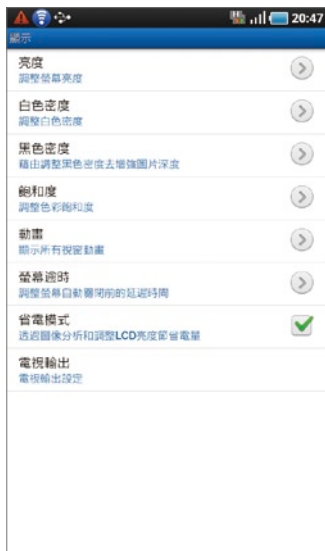 20:47
顯示
亮度
調整螢幕亮度
白色密度
調整白色密度
黑色密度
藉由調整黑色密度去增強圖片深度
飽和度
調整色彩飽和度
動畫
顯示所有視窗動畫
螢幕逾時
調整螢幕自動關閉前的延遲時間
省電模式
透過圖像分析和調整LCD亮度節省電量
電視輸出
電視輸出設定